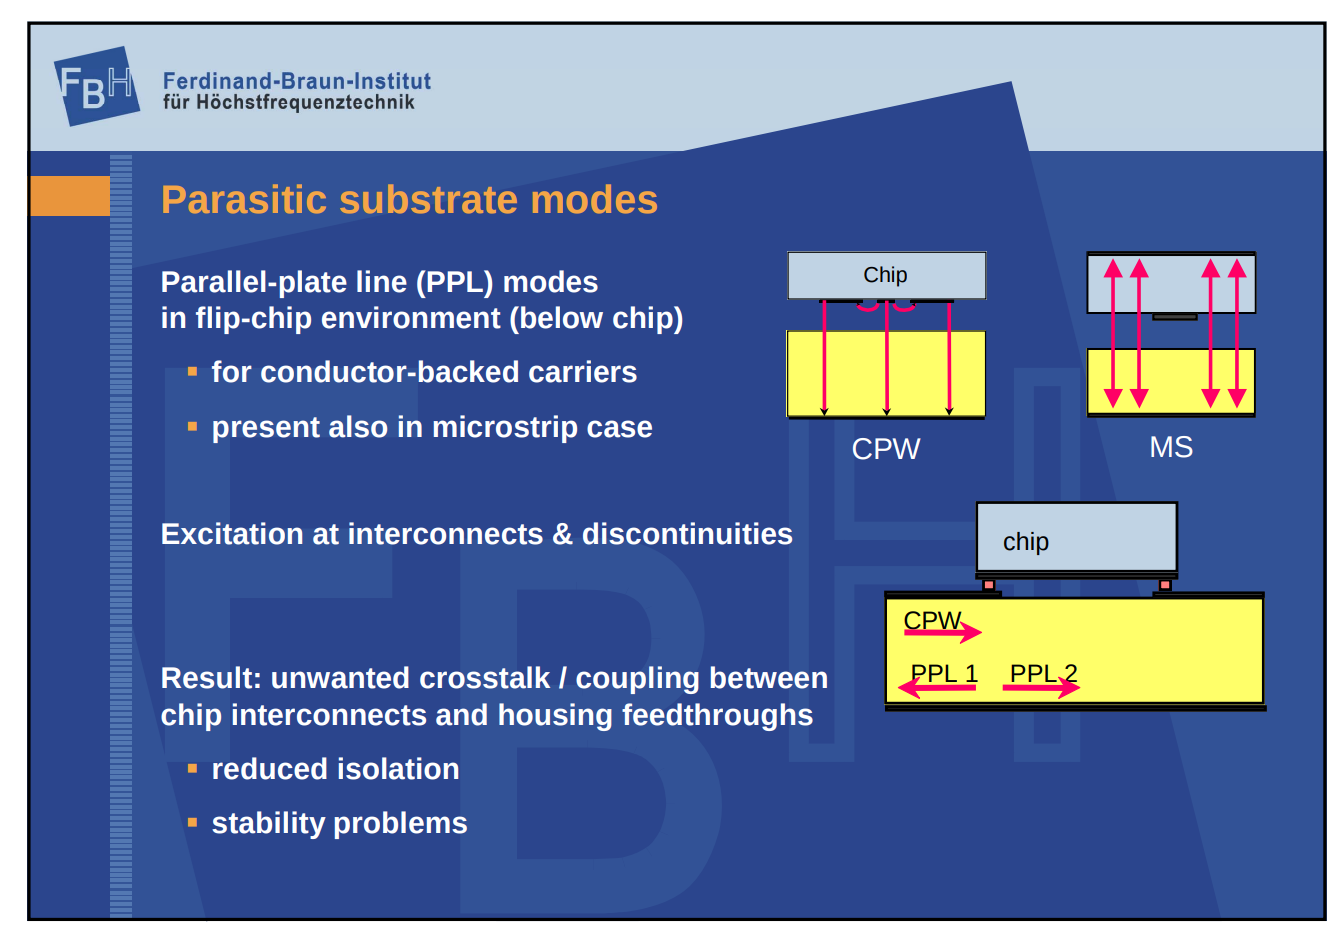 FBH
Ferdinand-Braun-Institut
für Höchstfrequenztechnik
Parasitic substrate modes
Parallel-plate line (PPL) modes
in flip-chip environment (below chip)
▪ for conductor-backed carriers
▪ present also in microstrip case
Chip
CPW
MS
Excitation at interconnects & discontinuities
chip
CPW
PPL 1 PPL 2
Result: unwanted crosstalk / coupling between
chip interconnects and housing feedthroughs
▪ reduced isolation
▪ stability problems